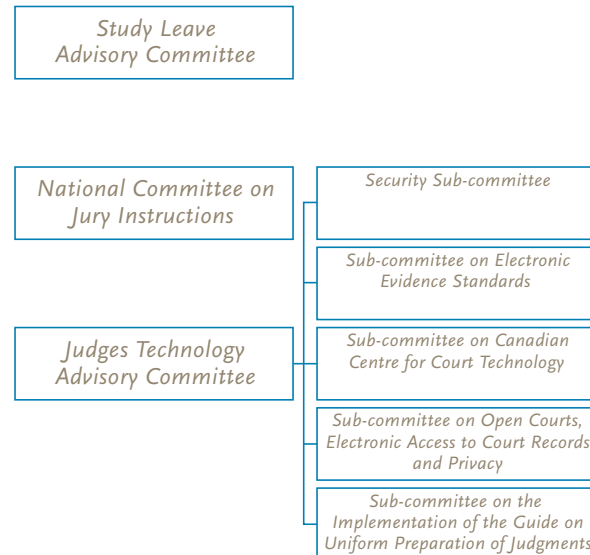 Study Leave
Advisory Committee
National Committee on
Jury Instructions
Security Sub-committee
Sub-committee on Electronic
Evidence Standards
Judges Technology
Advisory Committee
Sub-committee on Canadian
Centre for Court Technology
Sub-committee on Open Courts,
Electronic Access to Court Records
and Privacy
Sub-committee on the
Implementation of the Guide on
Uniform Preparation of Judgments